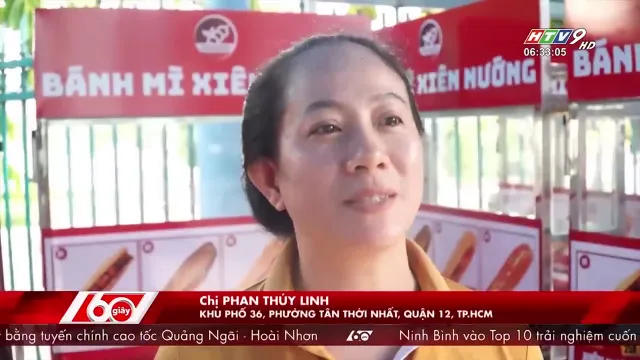 HTV9 HD
06:33:05
BÁNH MÌ XIÊN
XIÊN NƯỚNG
MÌ
BÁNH
60 giây
Chị PHAN THÚY LINH
KHU PHỐ 36, PHƯỜNG TÂN THỚI NHẤT, QUẬN 12, TP.HCM
bằng tuyến chính cao tốc Quảng Ngãi - Hoài Nhơn
Ninh Bình vào Top 10 trải nghiệm cuốn